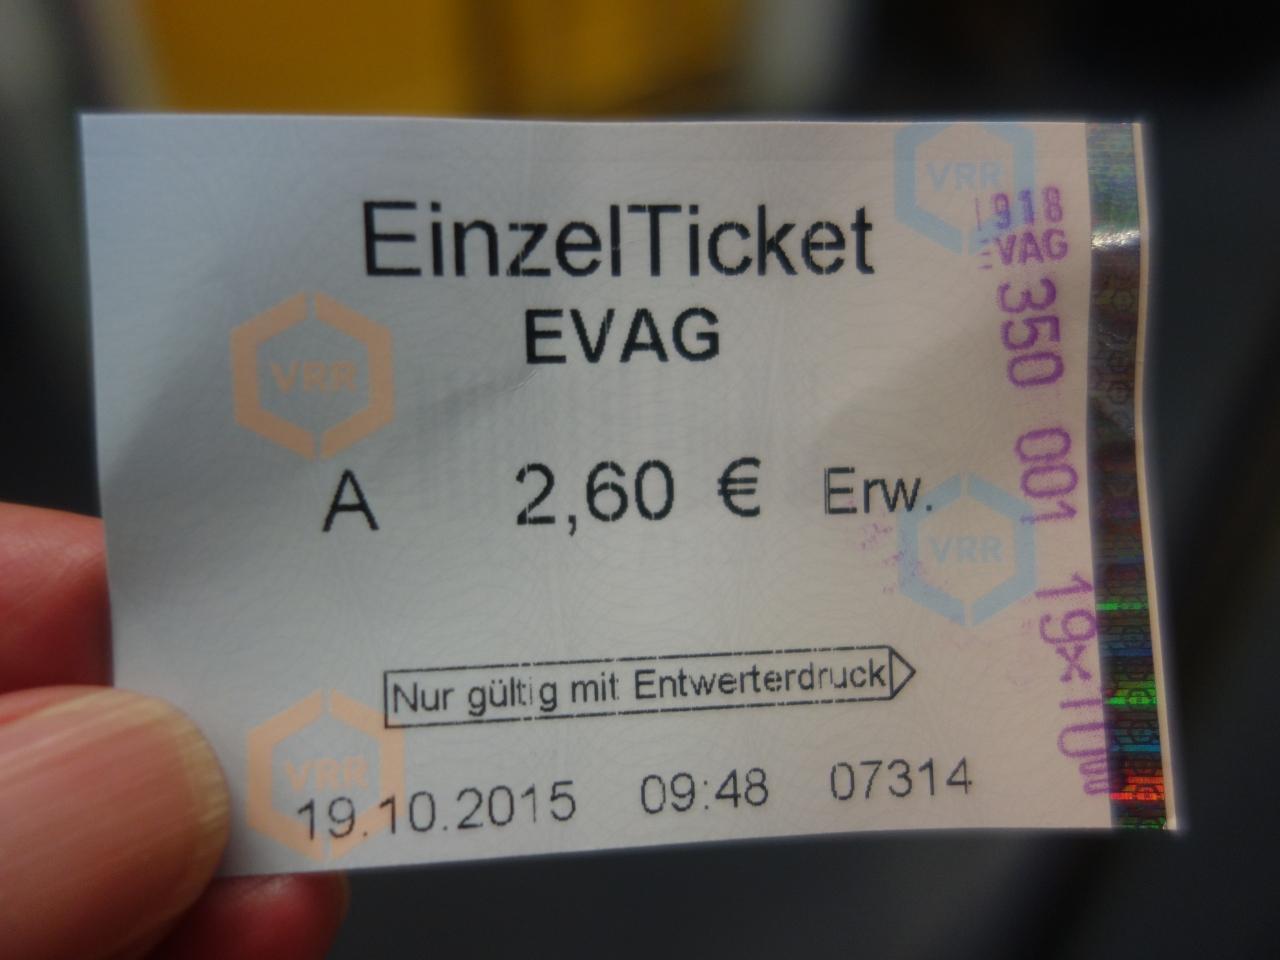 EinzelTicket
EVAG
A 2,60 € Erw.
Nur gültig mit Entwerterdruck
19.10.2015 09:48 07314
VRR
VRR
VRR
VRR
918
EVAG
350 001 19x10